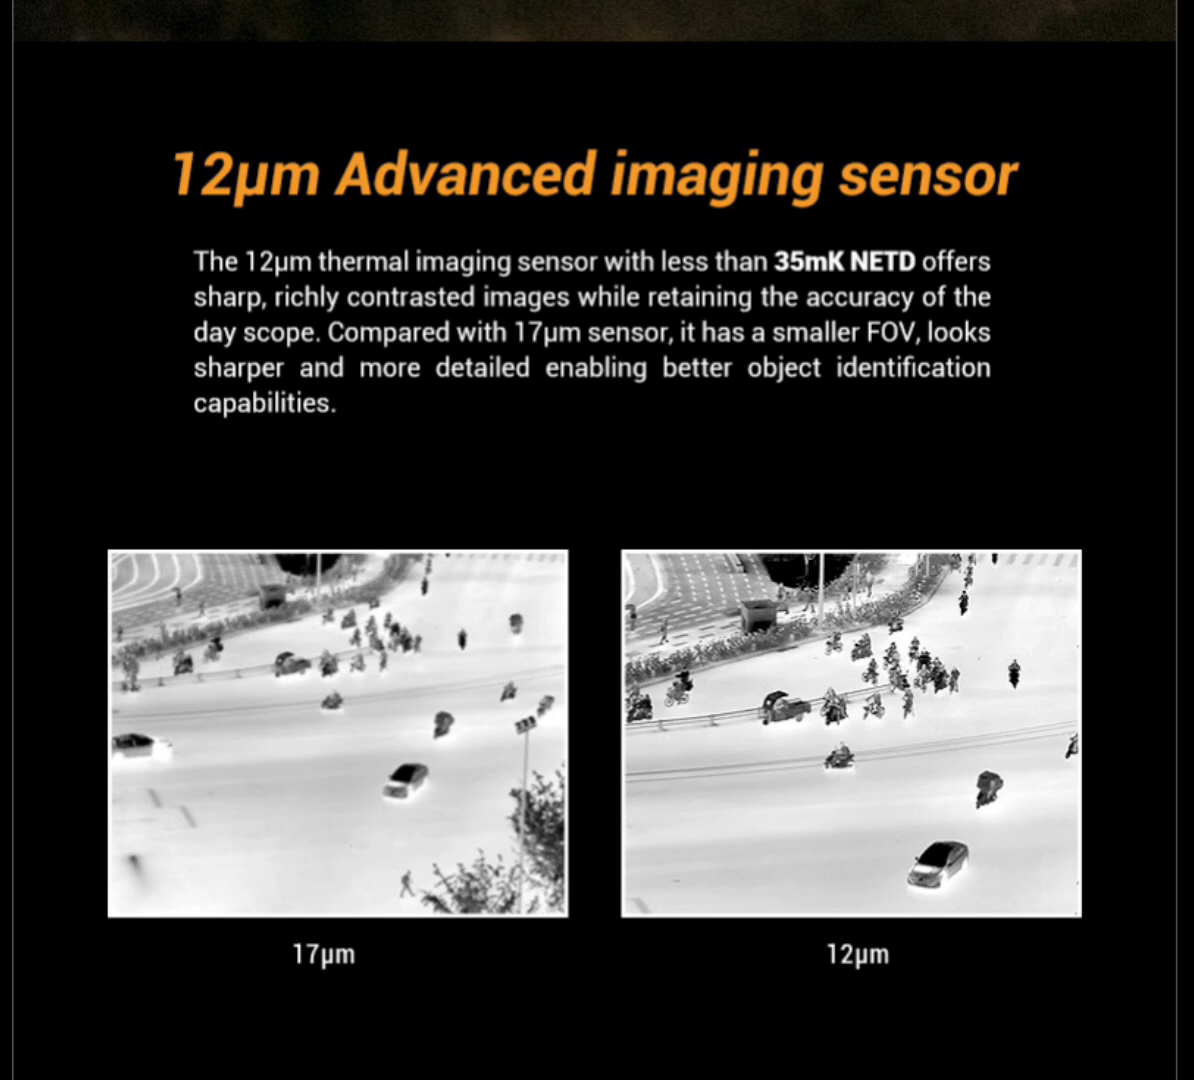 12µm Advanced imaging sensor
The 12µm thermal imaging sensor with less than 35mK NETD offers
sharp, richly contrasted images while retaining the accuracy of the
day scope. Compared with 17µm sensor, it has a smaller FOV, looks
sharper and more detailed enabling better object identification
capabilities.
17µm
12µm